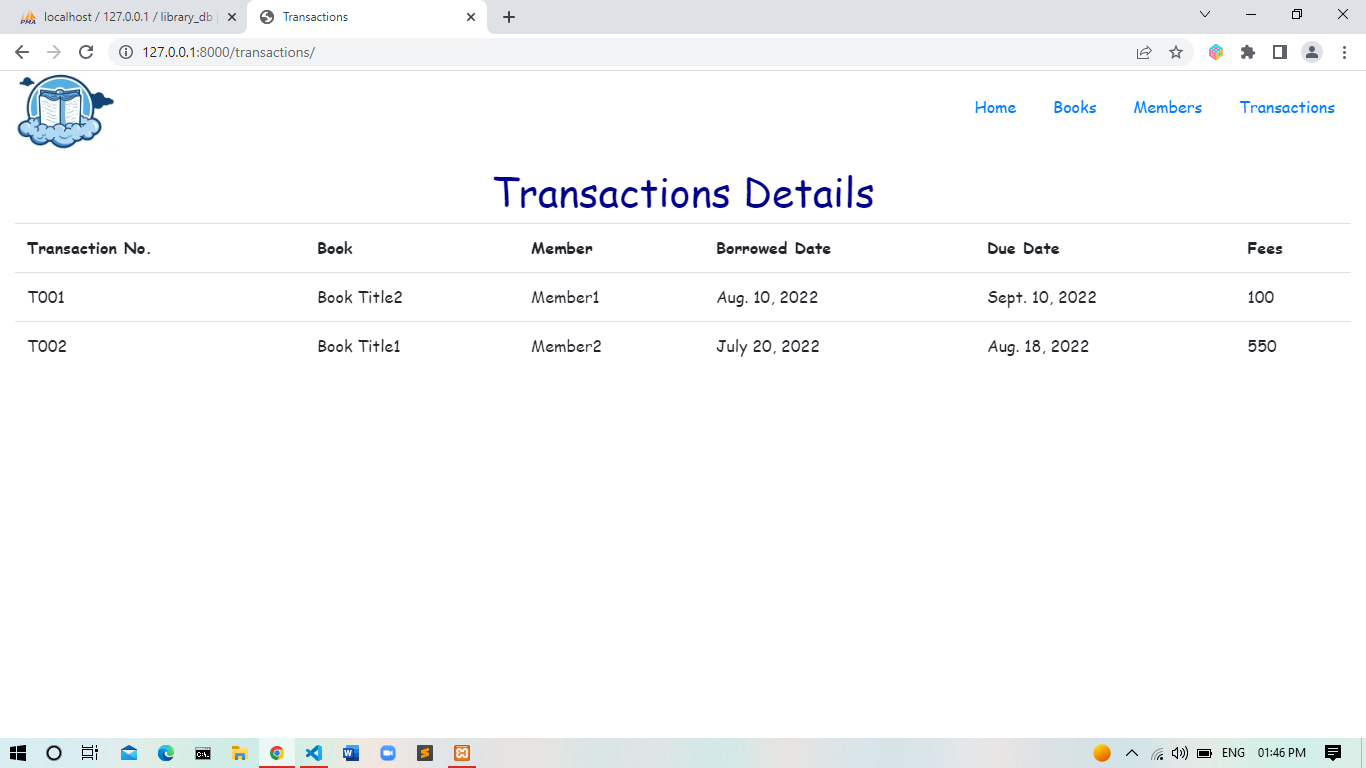 localhost / 127.0.0.1 / library_db
Transactions
127.0.0.1:8000/transactions/
Home Books Members Transactions
Transactions Details
Transaction No. Book Member Borrowed Date Due Date Fees
T001 Book Title2 Member1 Aug. 10, 2022 Sept. 10, 2022 100
T002 Book Title1 Member2 July 20, 2022 Aug. 18, 2022 550
ENG 01:46 PM